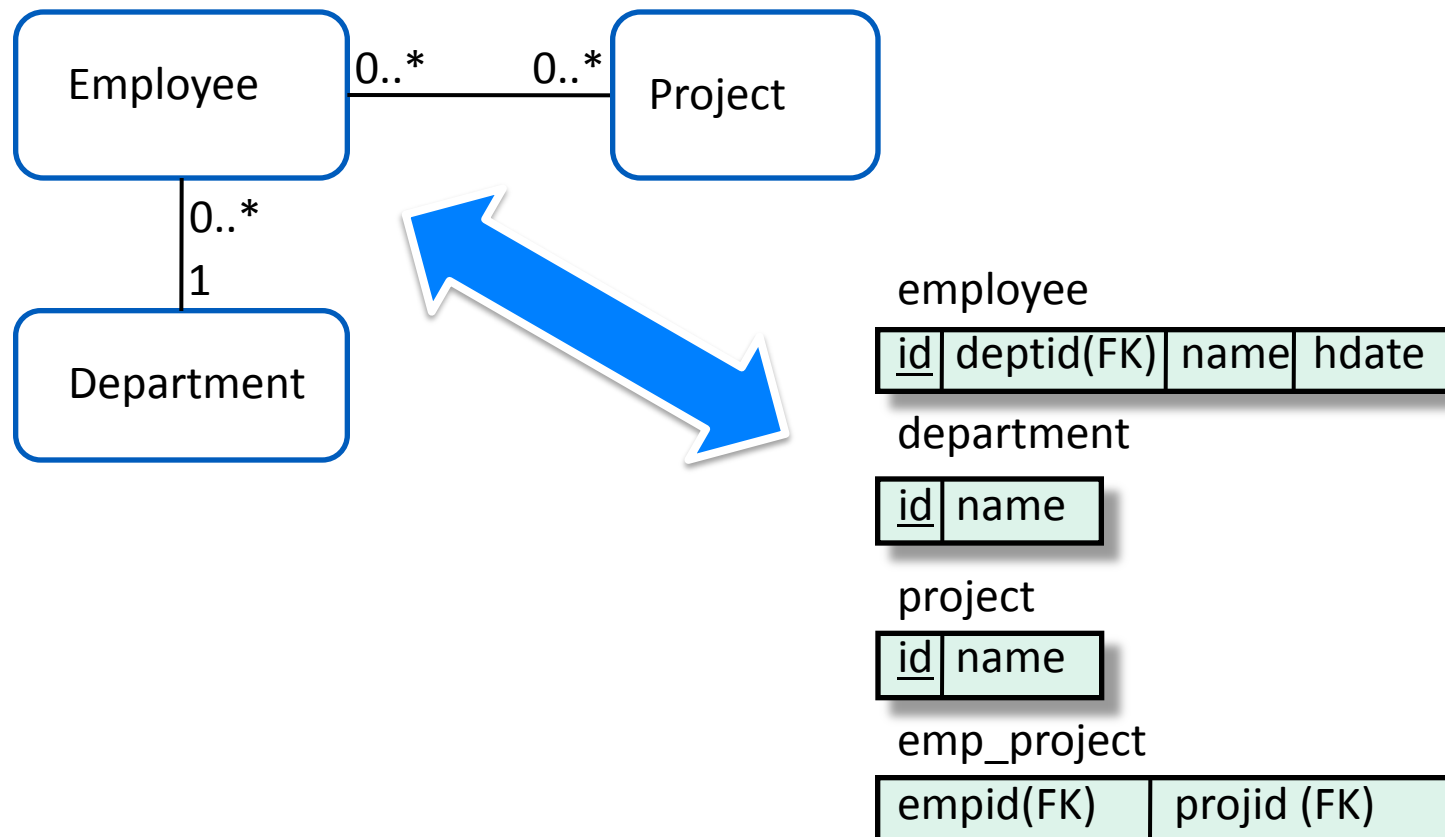 Employee
0..*
0..*
Project
0..*
1
Department
employee
id deptid(FK) name hdate
department
id name
project
id name
emp_project
empid(FK) projid (FK)